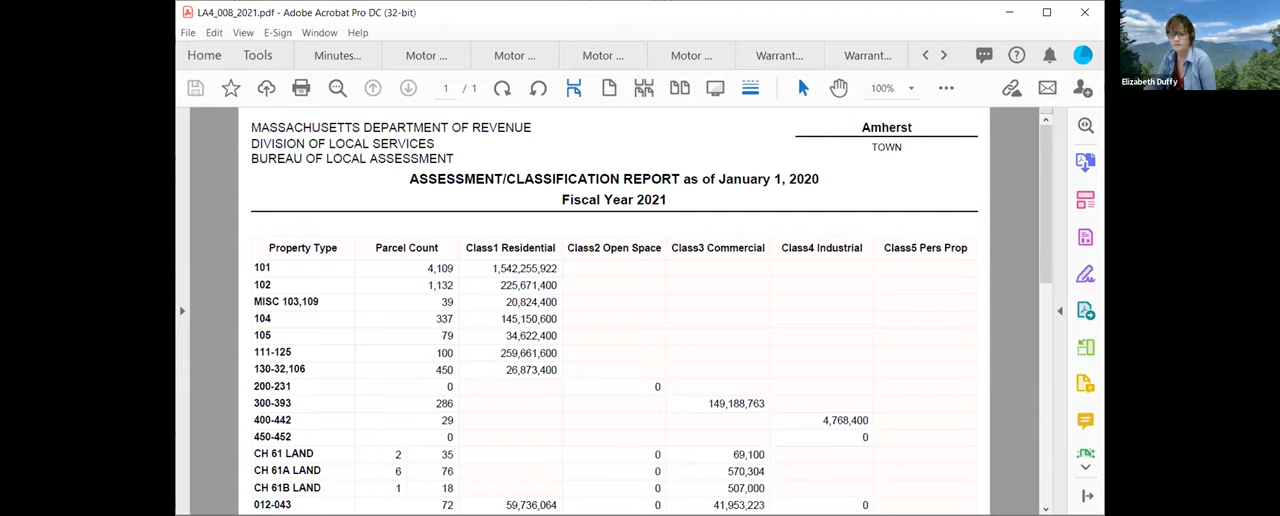 LA4_008_2021.pdf - Adobe Acrobat Pro DC (32-bit)
File Edit View E-Sign Window Help
Home Tools Minutes... Motor ... Motor ... Motor ... Motor ... Warrant... Warrant...
1 / 1 100%
Elizabeth Duffy
MASSACHUSETTS DEPARTMENT OF REVENUE
DIVISION OF LOCAL SERVICES
BUREAU OF LOCAL ASSESSMENT
Amherst
TOWN
ASSESSMENT/CLASSIFICATION REPORT as of January 1, 2020
Fiscal Year 2021
Property Type Parcel Count Class1 Residential Class2 Open Space Class3 Commercial Class4 Industrial Class5 Pers Prop
101 4,109 1,542,255,922
102 1,132 225,671,400
MISC 103,109 39 20,824,400
104 337 145,150,600
105 79 34,622,400
111-125 100 259,661,600
130-32,106 450 26,873,400
200-231 0 0
300-393 286 149,188,763
400-442 29 4,768,400
450-452 0 0
CH 61 LAND 2 35 0 69,100
CH 61A LAND 6 76 0 570,304
CH 61B LAND 1 18 0 507,000
012-043 72 59,736,064 0 41,953,223 0